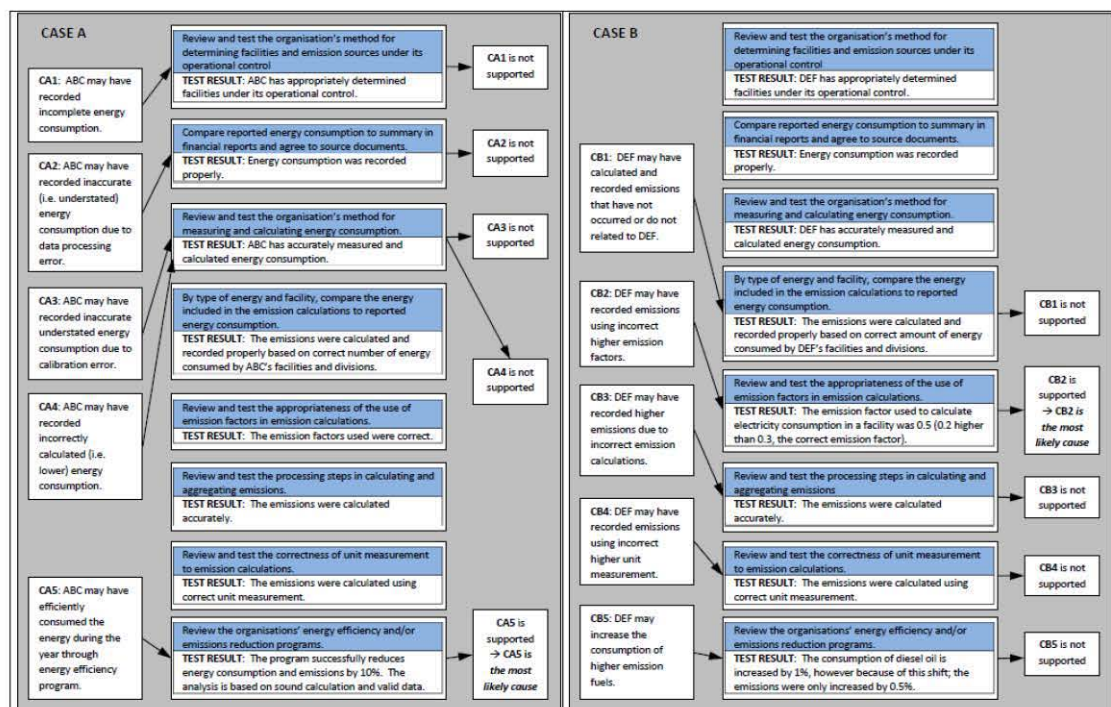 CASE A
CA1: ABC may have
recorded
incomplete energy
consumption.
CA2: ABC may have
recorded inaccurate
(i.e. understated)
energy
consumption due to
data processing
error.
CA3: ABC may have
recorded inaccurate
understated energy
consumption due to
calibration error.
CA4: ABC may have
recorded
incorrectly
calculated (i.e.
lower) energy
consumption.
CA5: ABC may have
efficiently
consumed the
energy during the
year through
energy efficiency
program.
Review and test the organisation's method for
determining facilities and emission sources under its
operational control
TEST RESULT: ABC has appropriately determined
facilities under its operational control.
Compare reported energy consumption to summary in
financial reports and agree to source documents.
TEST RESULT: Energy consumption was recorded
properly.
Review and test the organisation's method for
measuring and calculating energy consumption.
TEST RESULT: ABC has accurately measured and
calculated energy consumption.
By type of energy and facility, compare the energy
included in the emission calculations to reported
energy consumption.
TEST RESULT: The emissions were calculated and
recorded properly based on correct number of energy
consumed by ABC's facilities and divisions.
Review and test the appropriateness of the use of
emission factors in emission calculations.
TEST RESULT: The emission factors used were correct.
Review and test the processing steps in calculating and
aggregating emissions.
TEST RESULT: The emissions were calculated
accurately.
Review and test the correctness of unit measurement
to emission calculations.
TEST RESULT: The emissions were calculated using
correct unit measurement.
Review the organisations' energy efficiency and/or
emissions reduction programs.
TEST RESULT: The program successfully reduces
energy consumption and emissions by 10%. The
analysis is based on sound calculation and valid data.
CA1 is not
supported
CA2 is not
supported
CA3 is not
supported
CA4 is not
supported
CA5 is
supported
→ CA5 is
the most
likely cause
CASE B
CB1: DEF may have
calculated and
recorded emissions
that have not
occurred or do not
related to DEF.
CB2: DEF may have
recorded emissions
using incorrect
higher emission
factors.
CB3: DEF may have
recorded higher
emissions due to
incorrect emission
calculations.
CB4: DEF may have
recorded emissions
using incorrect
higher unit
measurement.
CB5: DEF may
increase the
consumption of
higher emission
fuels.
Review and test the organisation's method for
determining facilities and emission sources under its
operational control
TEST RESULT: DEF has appropriately determined
facilities under its operational control.
Compare reported energy consumption to summary in
financial reports and agree to source documents.
TEST RESULT: Energy consumption was recorded
properly.
Review and test the organisation's method for
measuring and calculating energy consumption.
TEST RESULT: DEF has accurately measured and
calculated energy consumption.
By type of energy and facility, compare the energy
included in the emission calculations to reported
energy consumption.
TEST RESULT: The emissions were calculated and
recorded properly based on correct amount of energy
consumed by DEF's facilities and divisions.
Review and test the appropriateness of the use of
emission factors in emission calculations.
TEST RESULT: The emission factor used to calculate
electricity consumption in a facility was 0.5 (0.2 higher
than 0.3, the correct emission factor).
Review and test the processing steps in calculating and
aggregating emissions
TEST RESULT: The emissions were calculated
accurately.
Review and test the correctness of unit measurement
to emission calculations.
TEST RESULT: The emissions were calculated using
correct unit measurement.
Review the organisations' energy efficiency and/or
emissions reduction programs.
TEST RESULT: The consumption of diesel oil is
increased by 1%, however because of this shift; the
emissions were only increased by 0.5%.
CB1 is not
supported
CB2 is
supported
→ CB2 is
the most
likely cause
CB3 is not
supported
CB4 is not
supported
CB5 is not
supported